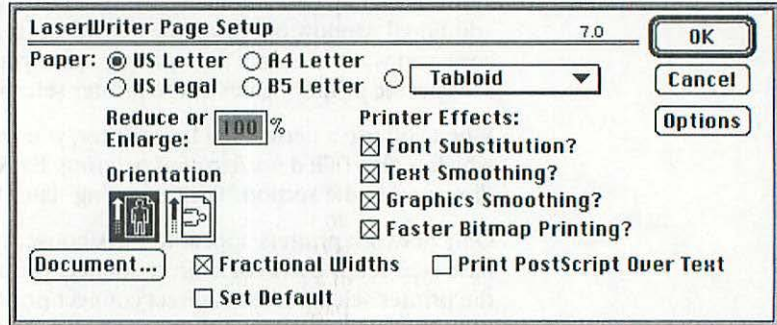 LaserWriter Page Setup 7.0 OK
Paper: US Letter A4 Letter
US Legal B5 Letter Tabloid Cancel
Reduce or Enlarge: 100 % Printer Effects: Options
Font Substitution?
Orientation Text Smoothing?
Graphics Smoothing?
Faster Bitmap Printing?
Document... Fractional Widths Print PostScript Over Text
Set Default